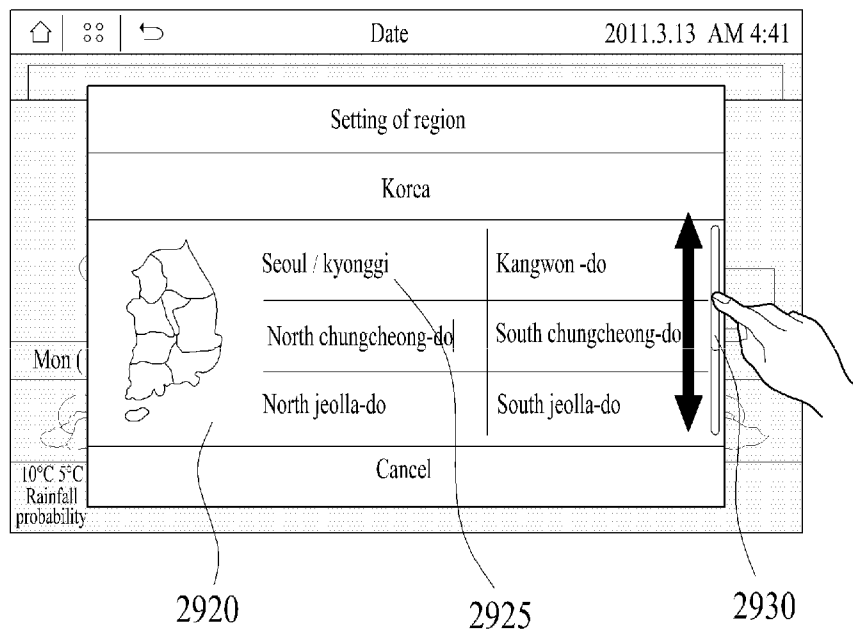 Date 2011.3.13 AM 4:41
Setting of region
Korea
Seoul / kyonggi Kangwon -do
North chungcheong-do South chungcheong-do
Mon (
North jeolla-do South jeolla-do
Cancel
10°C 5°C
Rainfall
probability
2920 2925 2930